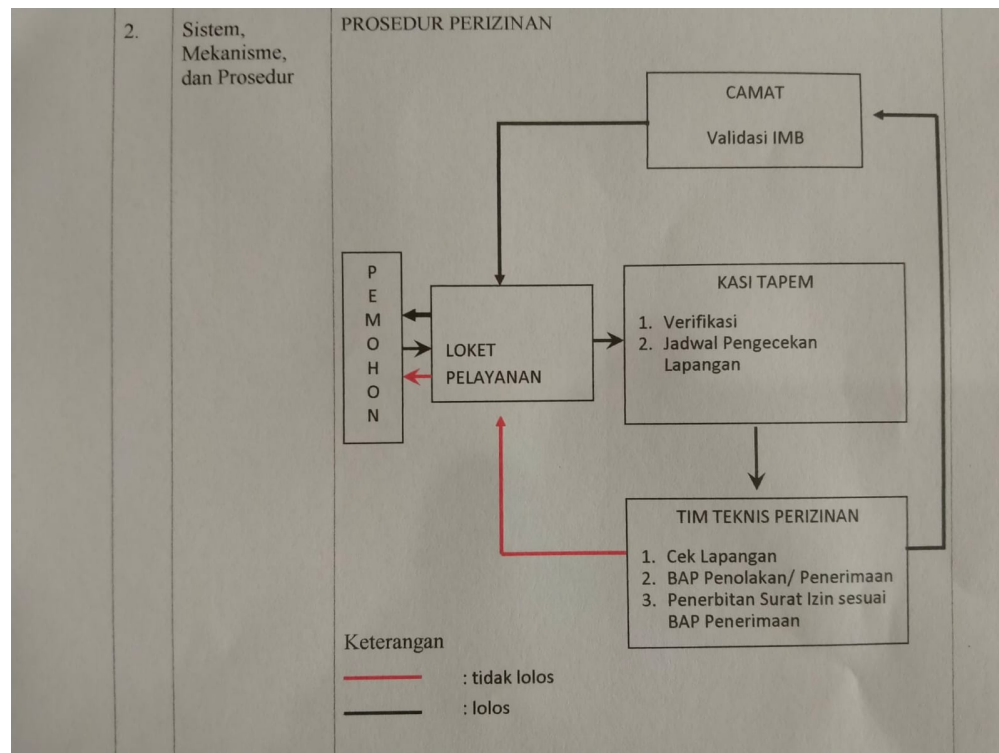 2.
Sistem,
Mekanisme,
dan Prosedur
PROSEDUR PERIZINAN
CAMAT
Validasi IMB
P
E
M
O
H
O
N
LOKET
PELAYANAN
KASI TAPEM
1. Verifikasi
2. Jadwal Pengecekan
Lapangan
TIM TEKNIS PERIZINAN
1. Cek Lapangan
2. BAP Penolakan/ Penerimaan
3. Penerbitan Surat Izin sesuai
BAP Penerimaan
Keterangan
: tidak lolos
: lolos